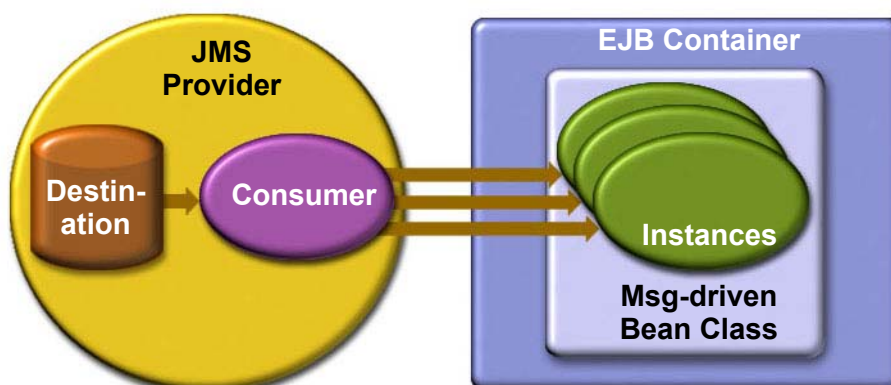 JMS
Provider
Destin-
ation
Consumer
EJB Container
Instances
Msg-driven
Bean Class